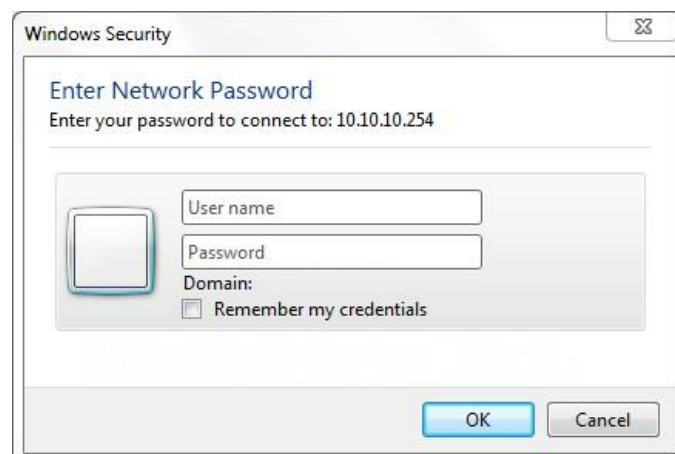 Windows Security
Enter Network Password
Enter your password to connect to: 10.10.10.254
User name
Password
Domain:
Remember my credentials
OK
Cancel